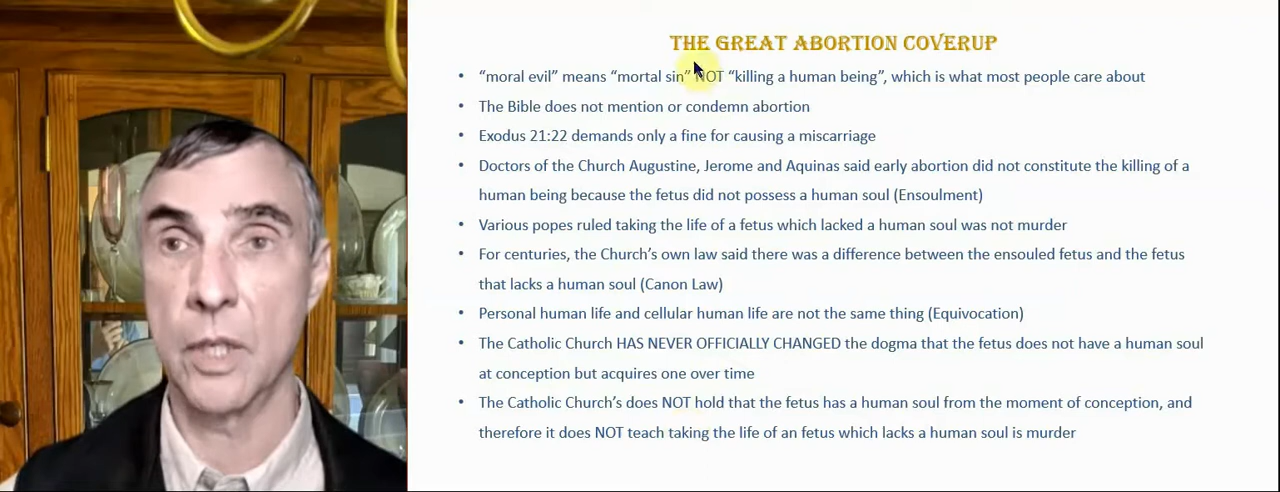 THE GREAT ABORTION COVERUP
• “moral evil” means “mortal sin” NOT “killing a human being”, which is what most people care about
• The Bible does not mention or condemn abortion
• Exodus 21:22 demands only a fine for causing a miscarriage
• Doctors of the Church Augustine, Jerome and Aquinas said early abortion did not constitute the killing of a
human being because the fetus did not possess a human soul (Ensoulment)
• Various popes ruled taking the life of a fetus which lacked a human soul was not murder
• For centuries, the Church’s own law said there was a difference between the ensouled fetus and the fetus
that lacks a human soul (Canon Law)
• Personal human life and cellular human life are not the same thing (Equivocation)
• The Catholic Church HAS NEVER OFFICIALLY CHANGED the dogma that the fetus does not have a human soul
at conception but acquires one over time
• The Catholic Church’s does NOT hold that the fetus has a human soul from the moment of conception, and
therefore it does NOT teach taking the life of an fetus which lacks a human soul is murder